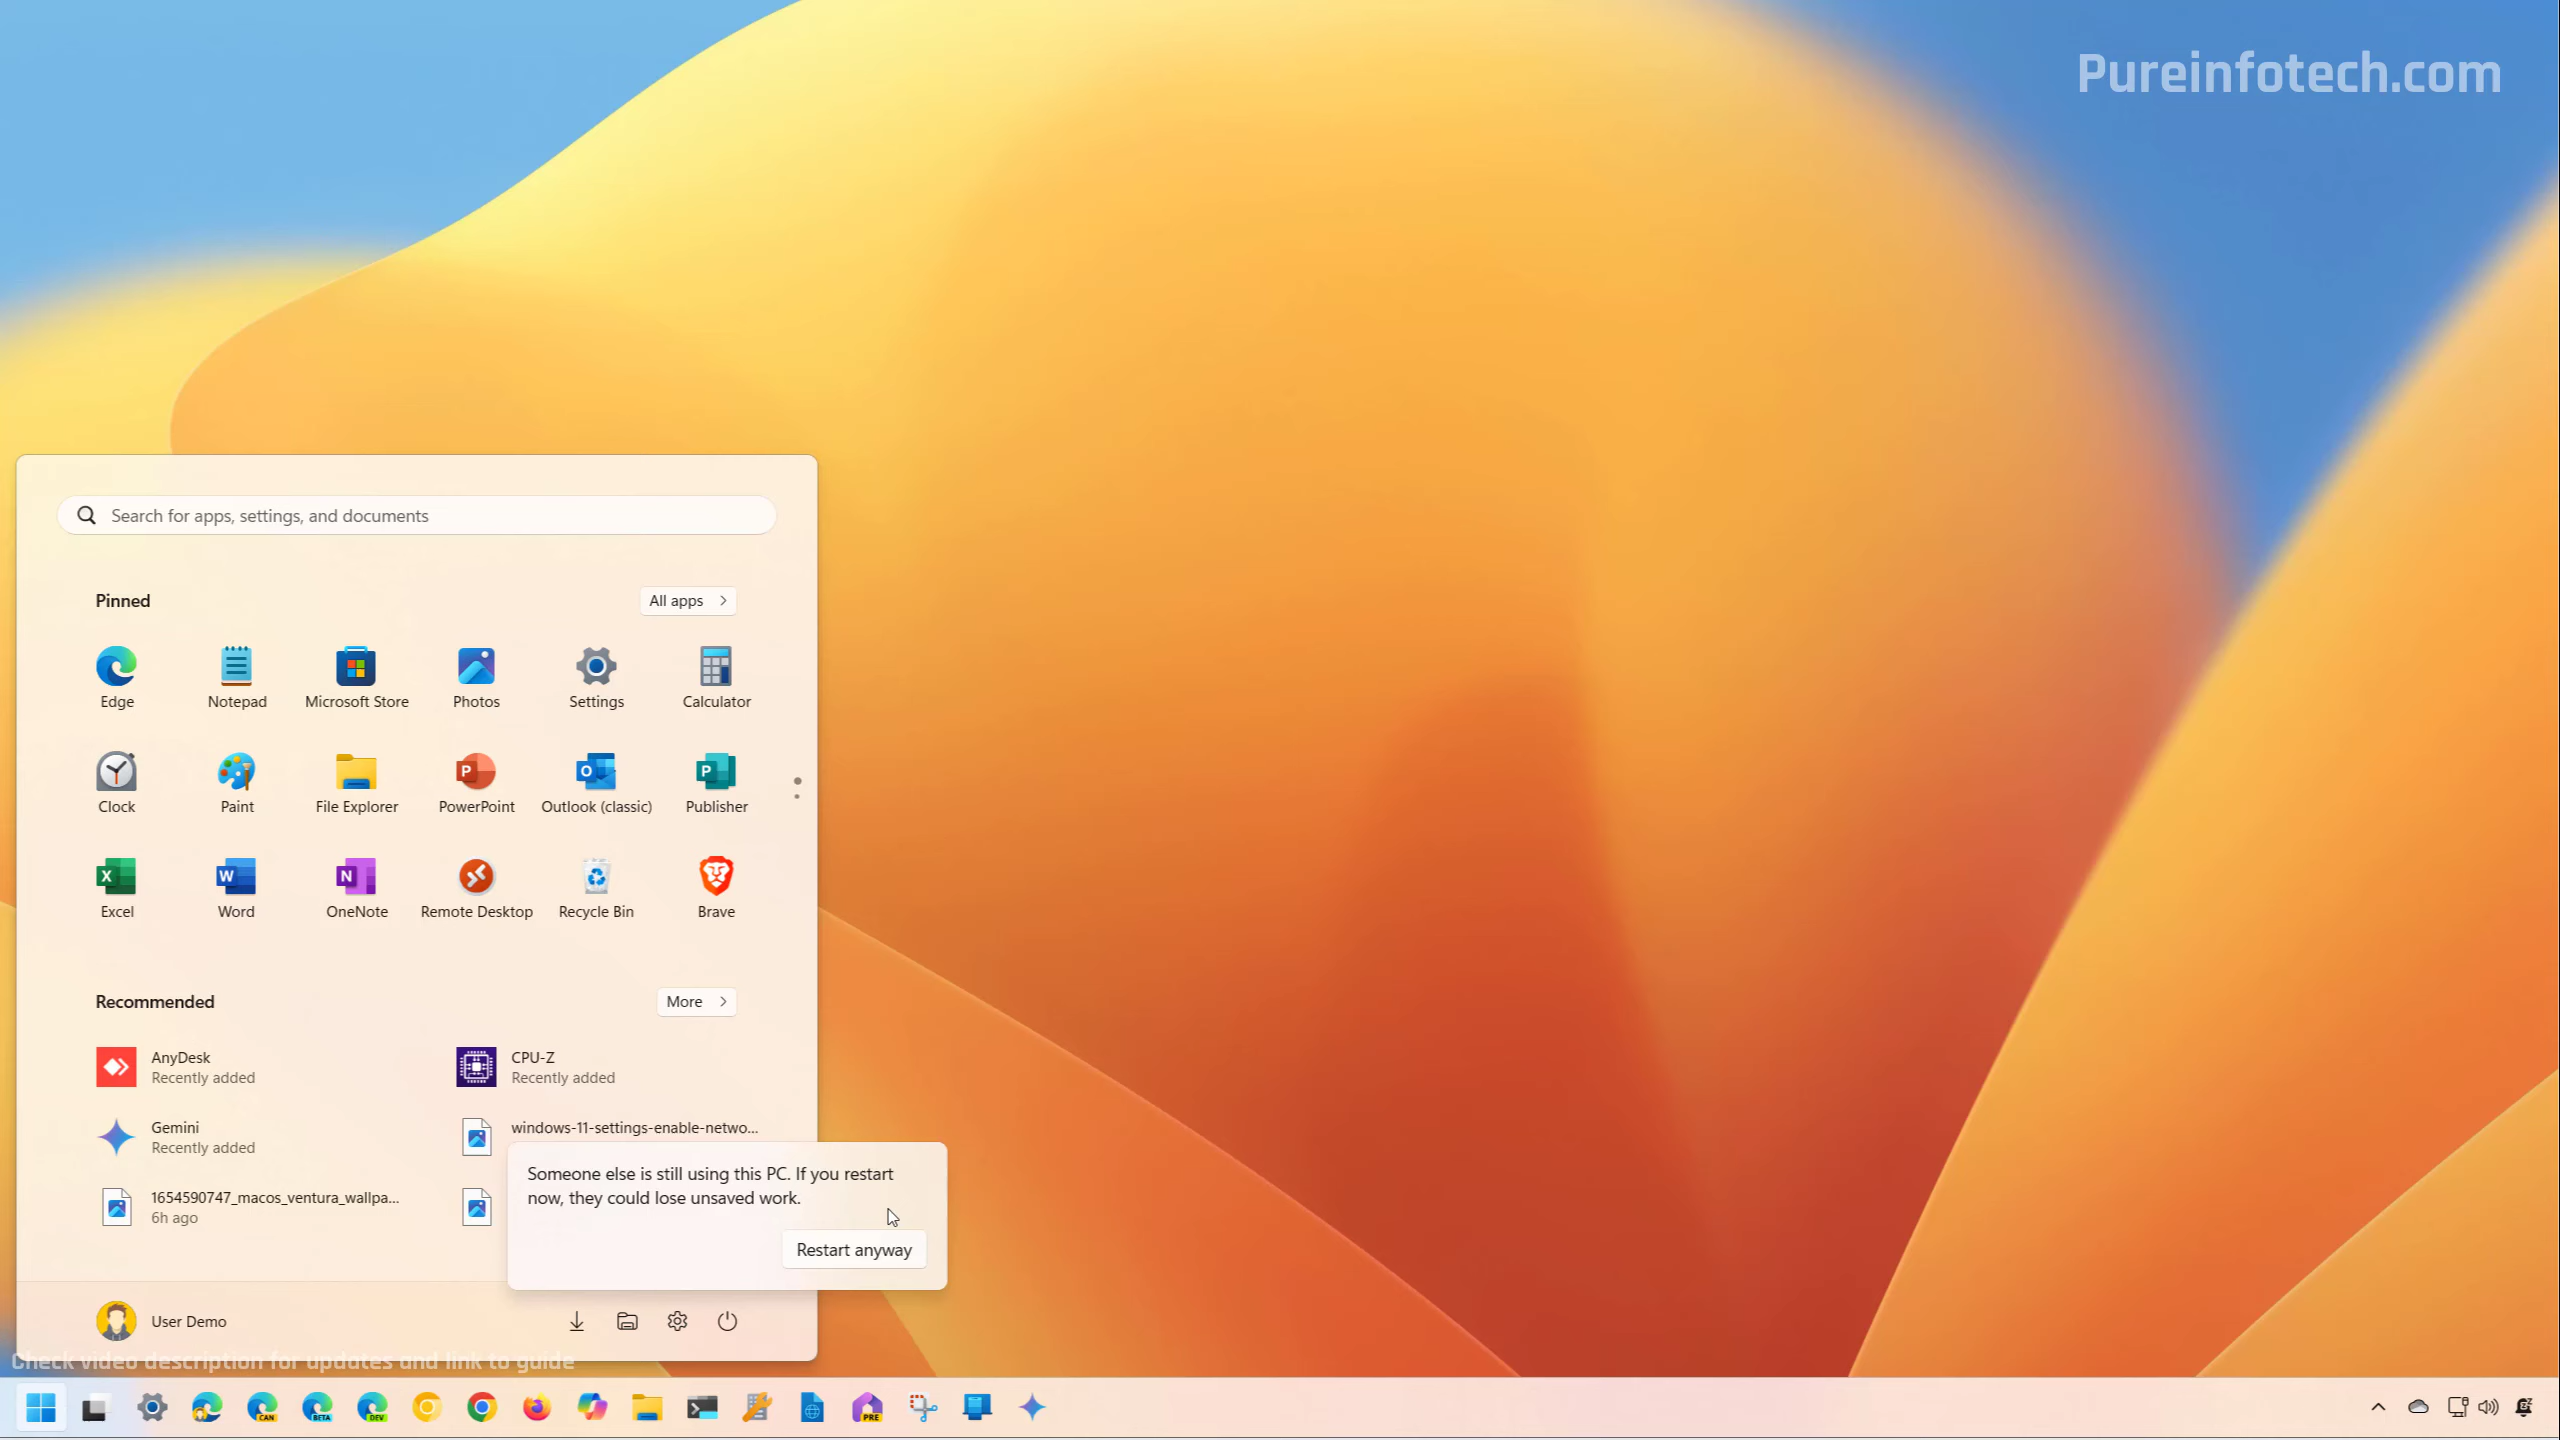 Pureinfotech.com
Search for apps, settings, and documents
Pinned
All apps
Edge
Notepad
Microsoft Store
Photos
Settings
Calculator
Clock
Paint
File Explorer
PowerPoint
Outlook (classic)
Publisher
Excel
Word
OneNote
Remote Desktop
Recycle Bin
Brave
Recommended
More
AnyDesk
Recently added
CPU-Z
Recently added
Gemini
Recently added
windows-11-settings-enable-netwo...
1654590747_macos_ventura_wallpa...
6h ago
Someone else is still using this PC. If you restart
now, they could lose unsaved work.
Restart anyway
User Demo
Check video description for updates and link to guide
CAN
BETA
DEV
PRE